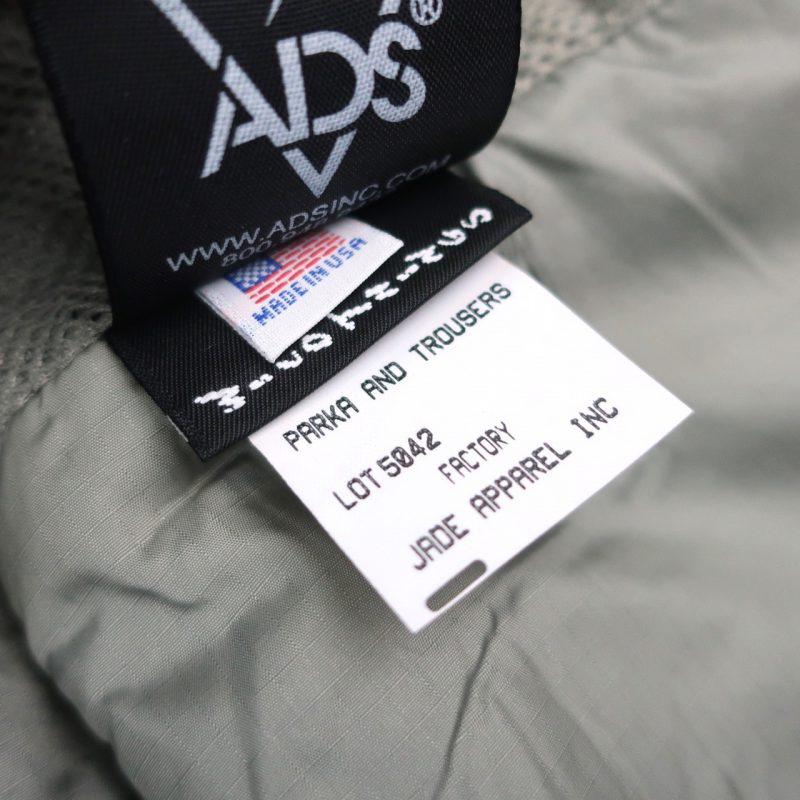 ADS®
WWW.ADSINC.COM
MADE IN USA
PARKA AND TROUSERS
LOT 5042
FACTORY
JADE APPAREL INC